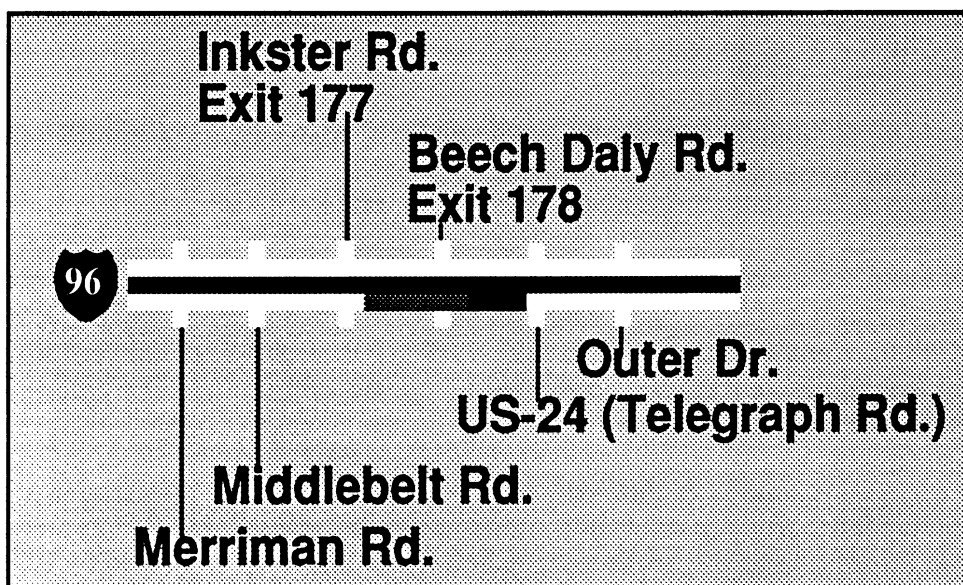 Inkster Rd.
Exit 177
Beech Daly Rd.
Exit 178
96
Outer Dr.
US-24 (Telegraph Rd.)
Middlebelt Rd.
Merriman Rd.